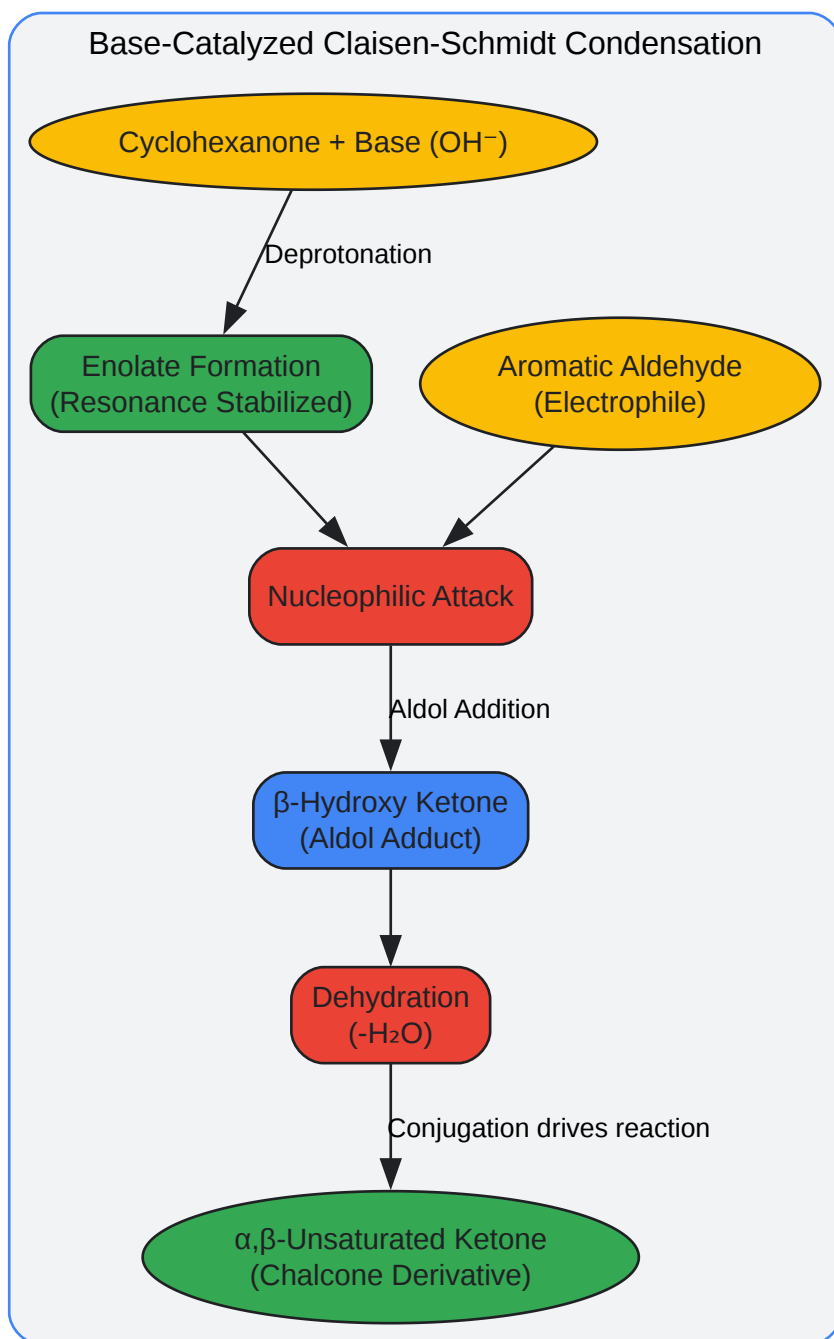 Base-Catalyzed Claisen-Schmidt Condensation
Cyclohexanone + Base (OH⁻)
Deprotonation
Enolate Formation
(Resonance Stabilized)
Aromatic Aldehyde
(Electrophile)
Nucleophilic Attack
Aldol Addition
β-Hydroxy Ketone
(Aldol Adduct)
Dehydration
(-H₂O)
Conjugation drives reaction
α,β-Unsaturated Ketone
(Chalcone Derivative)